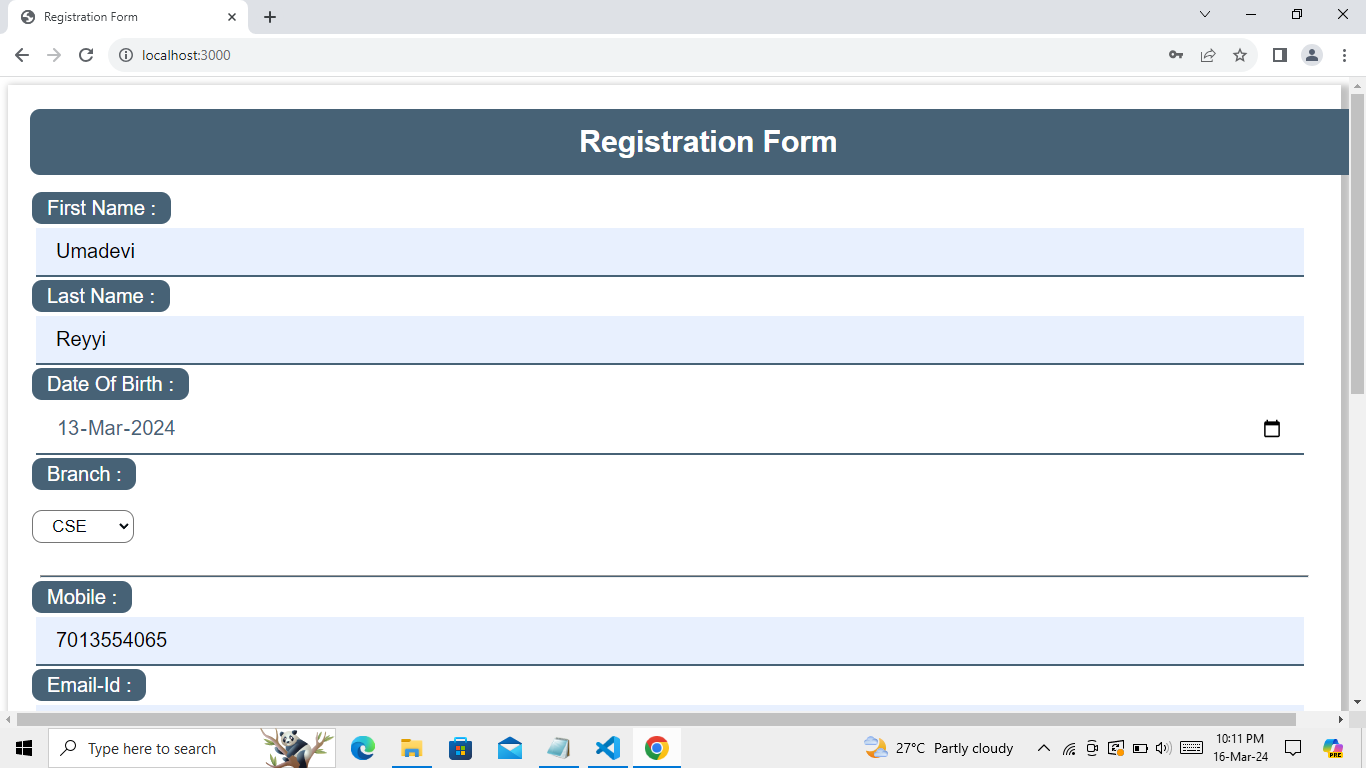 Registration Form
localhost:3000
Registration Form
First Name :
Umadevi
Last Name :
Reyyi
Date Of Birth :
13-Mar-2024
Branch :
CSE
Mobile :
7013554065
Email-Id :
Type here to search
27°C Partly cloudy
10:11 PM
16-Mar-24
PRE